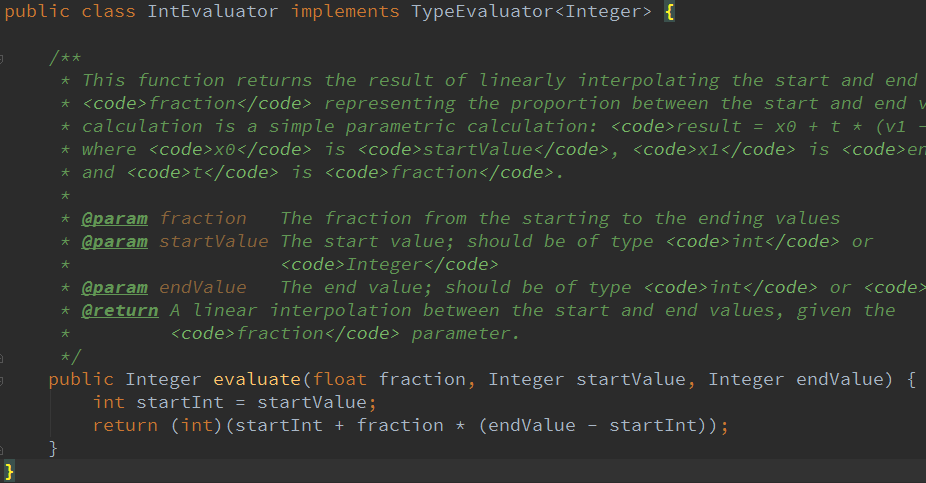 public class IntEvaluator implements TypeEvaluator<Integer> {
/**
* This function returns the result of linearly interpolating the start and end
* <code>fraction</code> representing the proportion between the start and end v
* calculation is a simple parametric calculation: <code>result = x0 + t * (v1 -
* where <code>x0</code> is <code>startValue</code>, <code>x1</code> is <code>en
* and <code>t</code> is <code>fraction</code>.
*
* @param fraction   The fraction from the starting to the ending values
* @param startValue The start value; should be of type <code>int</code> or
*                   <code>Integer</code>
* @param endValue   The end value; should be of type <code>int</code> or <code>
* @return A linear interpolation between the start and end values, given the
*         <code>fraction</code> parameter.
*/
public Integer evaluate(float fraction, Integer startValue, Integer endValue) {
int startInt = startValue;
return (int)(startInt + fraction * (endValue - startInt));
}
}